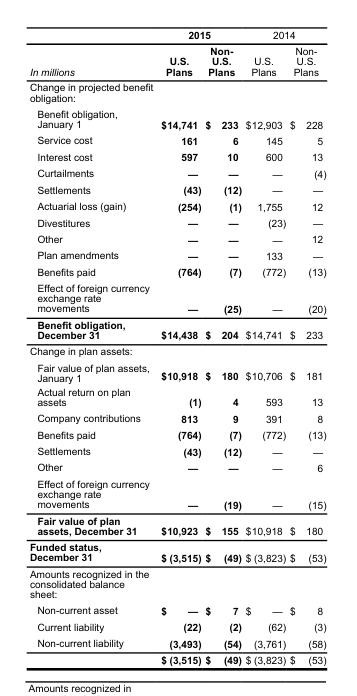 2015 2014
Non- Non-
U.S. U.S. U.S. U.S.
In millions Plans Plans Plans Plans
Change in projected benefit
obligation:
Benefit obligation,
January 1 $14,741 $ 233 $12,903 $ 228
Service cost 161 6 145 5
Interest cost 597 10 600 13
Curtailments — — — (4)
Settlements (43) (12) — —
Actuarial loss (gain) (254) (1) 1,755 12
Divestitures — — (23) —
Other — — — 12
Plan amendments — — 133 —
Benefits paid (764) (7) (772) (13)
Effect of foreign currency
exchange rate
movements — (25) — (20)
Benefit obligation,
December 31 $14,438 $ 204 $14,741 $ 233
Change in plan assets:
Fair value of plan assets,
January 1 $10,918 $ 180 $10,706 $ 181
Actual return on plan
assets (1) 4 593 13
Company contributions 813 9 391 8
Benefits paid (764) (7) (772) (13)
Settlements (43) (12) — —
Other — — — 6
Effect of foreign currency
exchange rate
movements — (19) — (15)
Fair value of plan
assets, December 31 $10,923 $ 155 $10,918 $ 180
Funded status,
December 31 $ (3,515) $ (49) $ (3,823) $ (53)
Amounts recognized in the
consolidated balance
sheet:
Non-current asset $ — $ 7 $ — $ 8
Current liability (22) (2) (62) (3)
Non-current liability (3,493) (54) (3,761) (58)
$ (3,515) $ (49) $ (3,823) $ (53)
Amounts recognized in